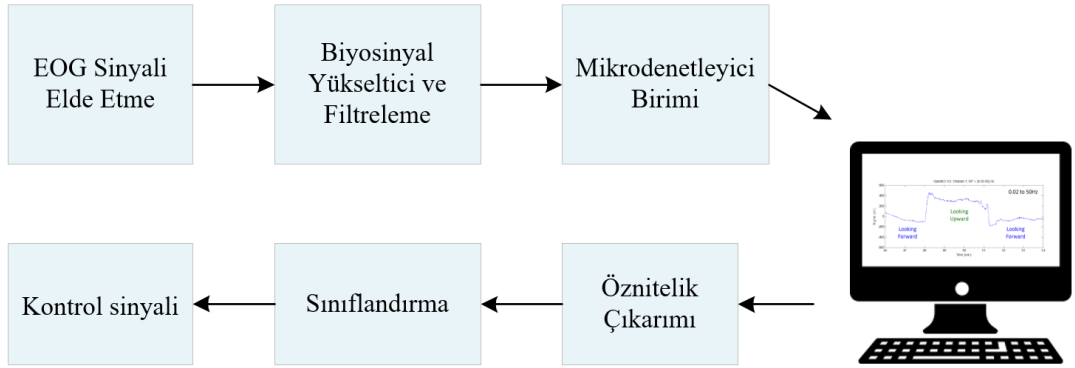 EOG Sinyali
Elde Etme
Biyosinyal
Yükseltici ve
Filtreleme
Mikrodenetleyici
Birimi
0.02 to 50Hz
Looking
Upward
Looking
Forward
Looking
Forward
Kontrol sinyali
Sınıflandırma
Öznitelik
Çıkarımı